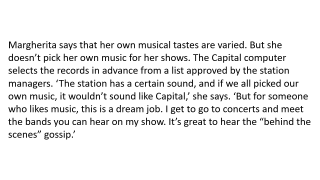 Margherita says that her own musical tastes are varied. But she
doesn’t pick her own music for her shows. The Capital computer
selects the records in advance from a list approved by the station
managers. ‘The station has a certain sound, and if we all picked our
own music, it wouldn’t sound like Capital,’ she says. ‘But for someone
who likes music, this is a dream job. I get to go to concerts and meet
the bands you can hear on my show. It’s great to hear the “behind the
scenes” gossip.’